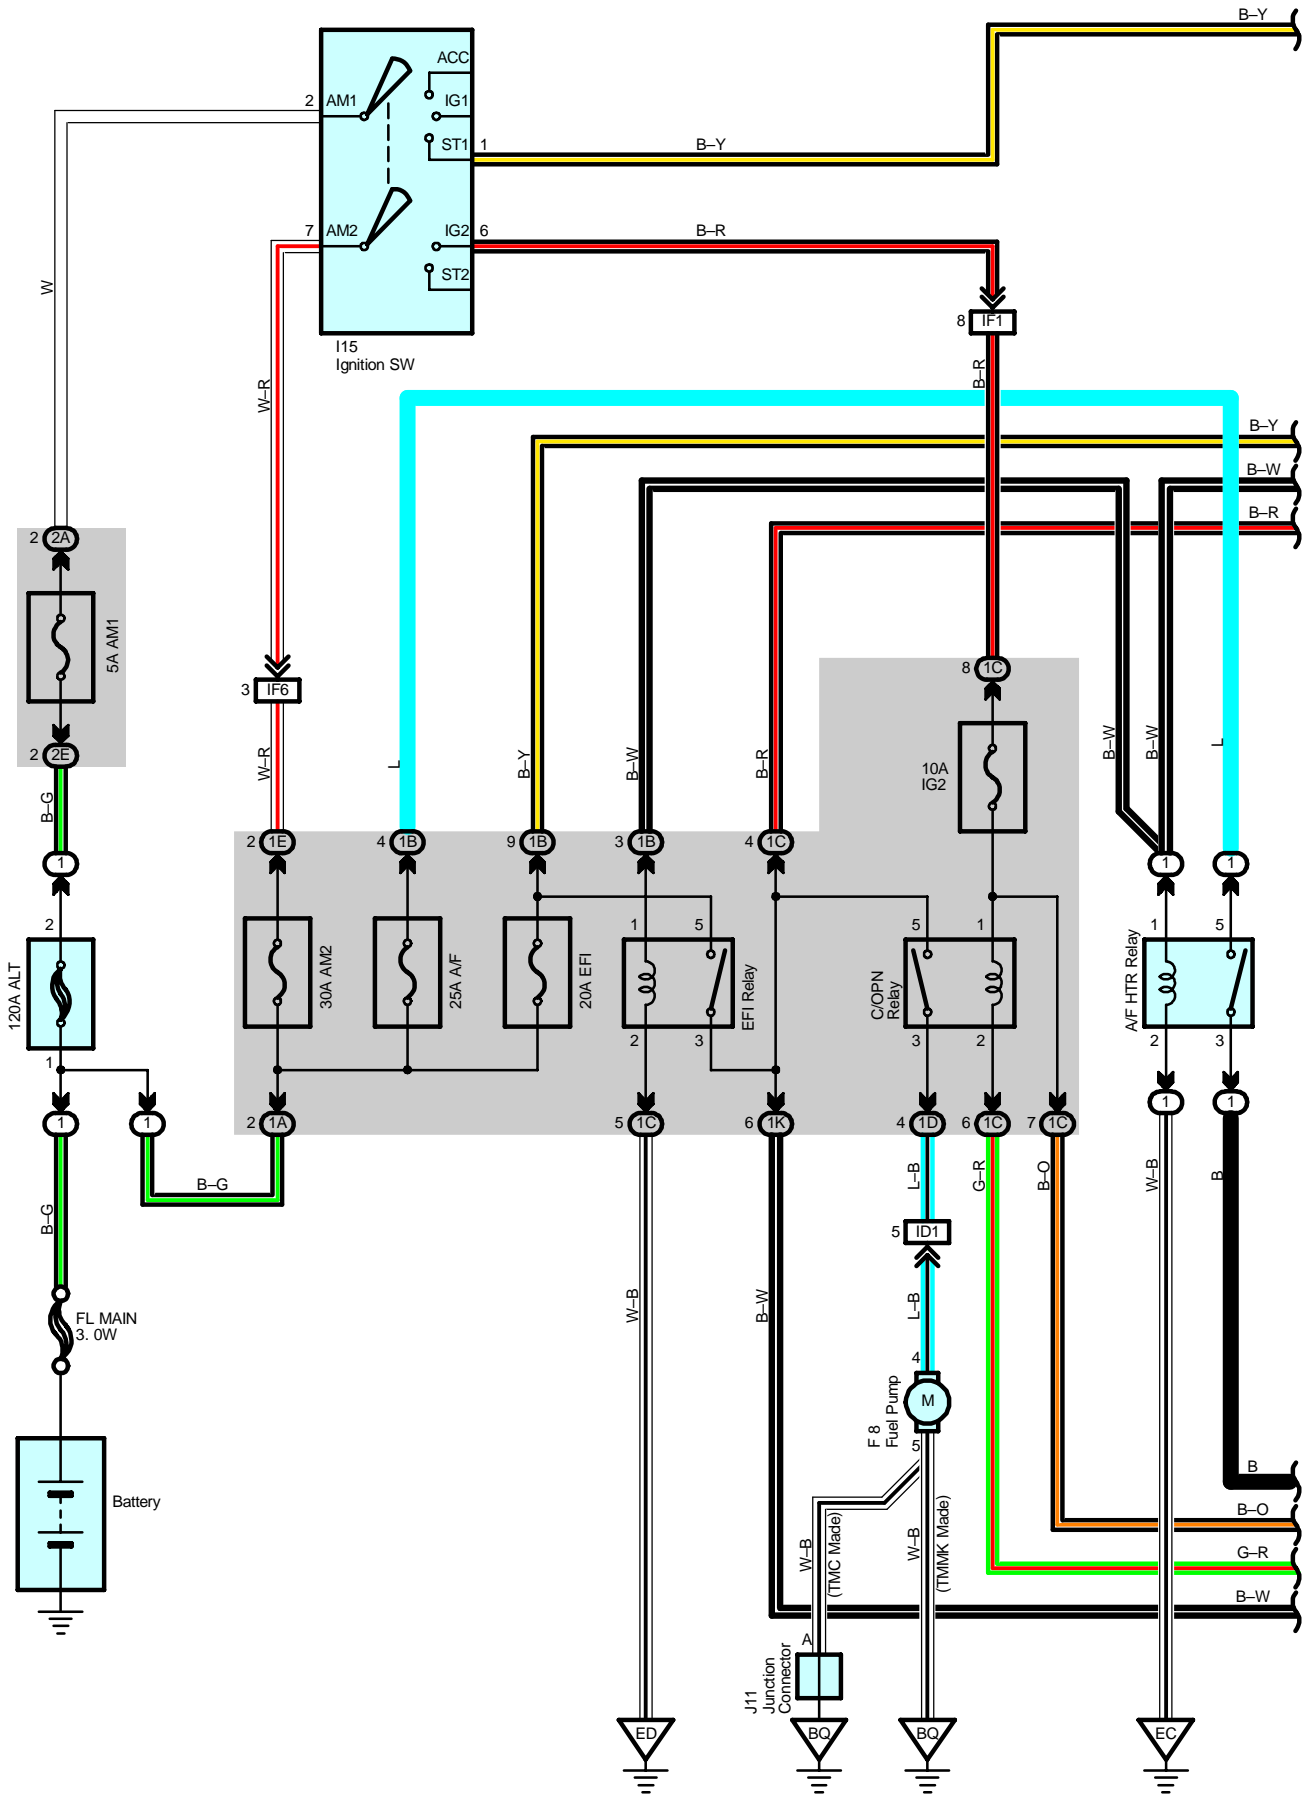 B–Y
ACC
2
AM1
IG1
ST1
1
B–Y
7
AM2
IG2
6
B–R
ST2
W
I15
Ignition SW
8
IF1
B–R
W–R
B–Y
B–W
B–R
2
2A
5A AM1
2
2E
B–G
1
3
IF6
W–R
L
B–Y
B–W
B–R
8
1C
10A
IG2
B–W
B–W
L
2
1E
4
1B
9
1B
3
1B
4
1C
1
1
2
120A ALT
1
30A AM2
25A A/F
20A EFI
1
5
EFI Relay
2
3
5
1
C/OPN
Relay
3
2
1
5
A/F HTR Relay
2
3
1
1
2
1A
5
1C
6
1K
4
1D
6
1C
7
1C
1
1
B–G
B–G
L–B
G–R
B–O
W–B
B
5
ID1
FL MAIN
3. 0W
W–B
B–W
L–B
4
M
F 8
Fuel Pump
5
Battery
B
B–O
G–R
B–W
W–B
(TMC Made)
W–B
(TMMK Made)
A
J11
Junction
Connector
ED
BQ
BQ
EC